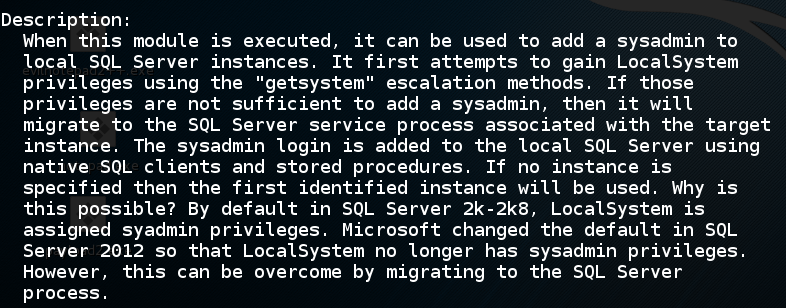 Description:
When this module is executed, it can be used to add a sysadmin to
local SQL Server instances. It first attempts to gain LocalSystem
privileges using the "getsystem" escalation methods. If those
privileges are not sufficient to add a sysadmin, then it will
migrate to the SQL Server service process associated with the target
instance. The sysadmin login is added to the local SQL Server using
native SQL clients and stored procedures. If no instance is
specified then the first identified instance will be used. Why is
this possible? By default in SQL Server 2k-2k8, LocalSystem is
assigned syadmin privileges. Microsoft changed the default in SQL
Server 2012 so that LocalSystem no longer has sysadmin privileges.
However, this can be overcome by migrating to the SQL Server
process.